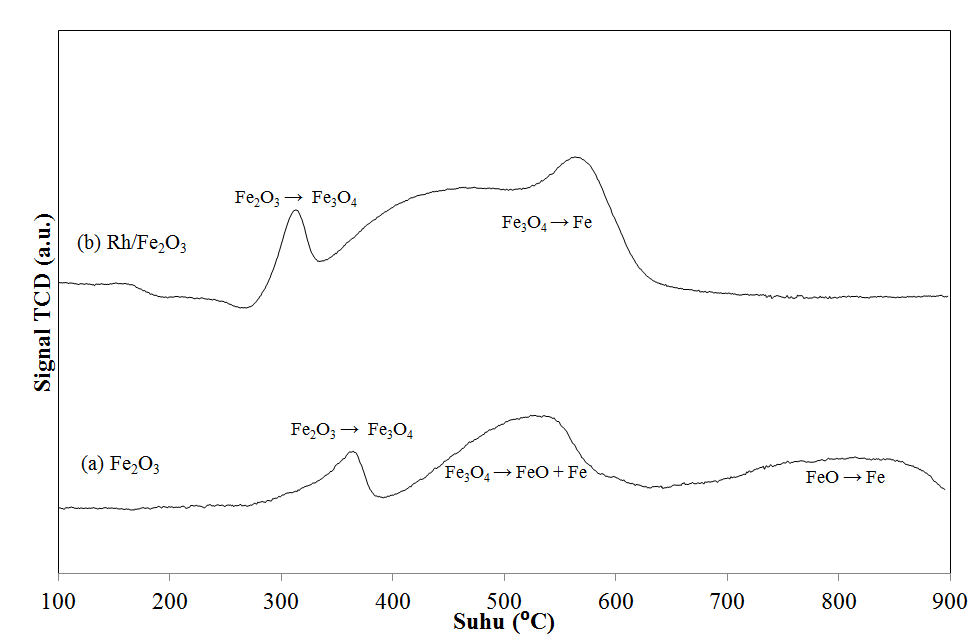 Fe₂O₃ → Fe₃O₄
Fe₃O₄ → Fe
(b) Rh/Fe₂O₃
Signal TCD (a.u.)
Fe₂O₃ → Fe₃O₄
(a) Fe₂O₃
Fe₃O₄ → FeO + Fe
FeO → Fe
100 200 300 400 500 600 700 800 900
Suhu (⁰C)